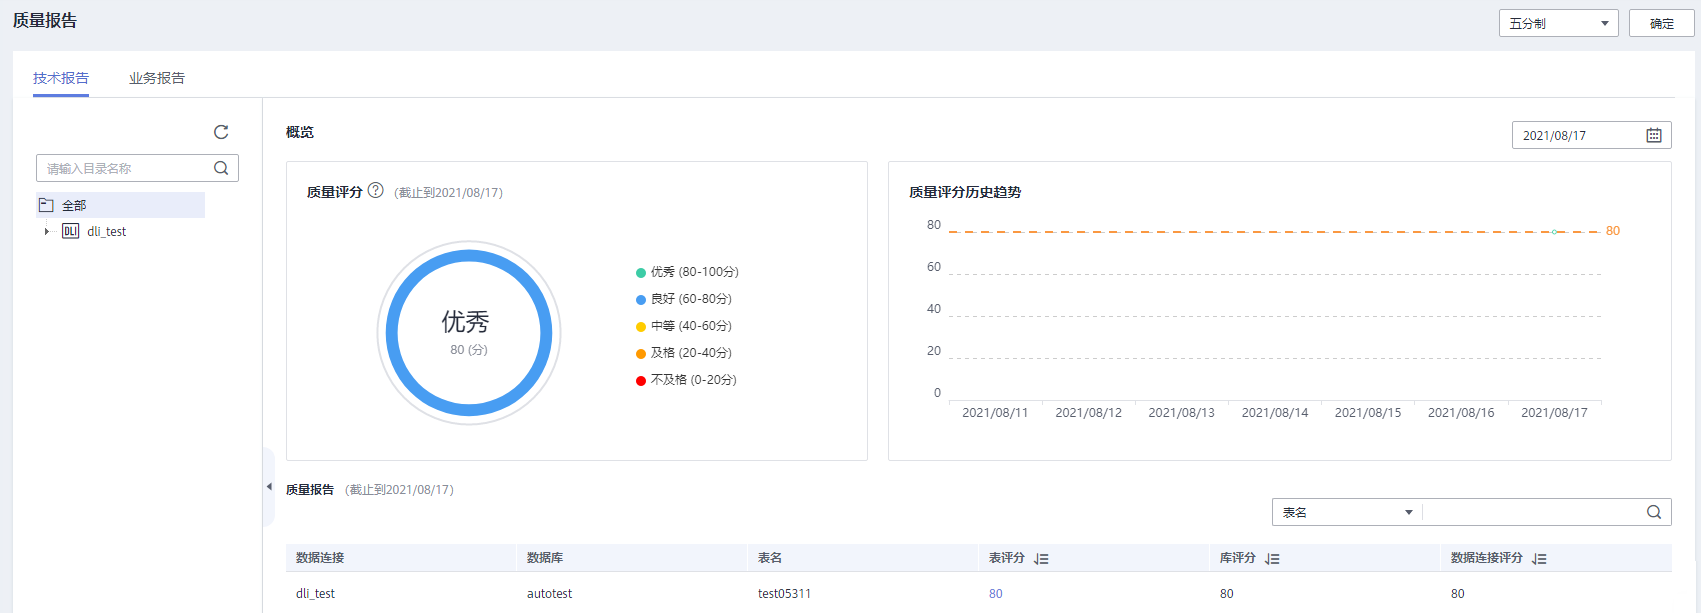 质量报告
五分制
确定
技术报告
业务报告
请输入目录名称
全部
DLI dli_test
概览
2021/08/17
质量评分 ? (截止到2021/08/17)
优秀
80 (分)
优秀 (80-100分)
良好 (60-80分)
中等 (40-60分)
及格 (20-40分)
不及格 (0-20分)
质量评分历史趋势
80 80
60
40
20
0
2021/08/11 2021/08/12 2021/08/13 2021/08/14 2021/08/15 2021/08/16 2021/08/17
质量报告 (截止到2021/08/17)
表名
数据连接 数据库 表名 表评分 库评分 数据连接评分
dli_test autotest test05311 80 80 80